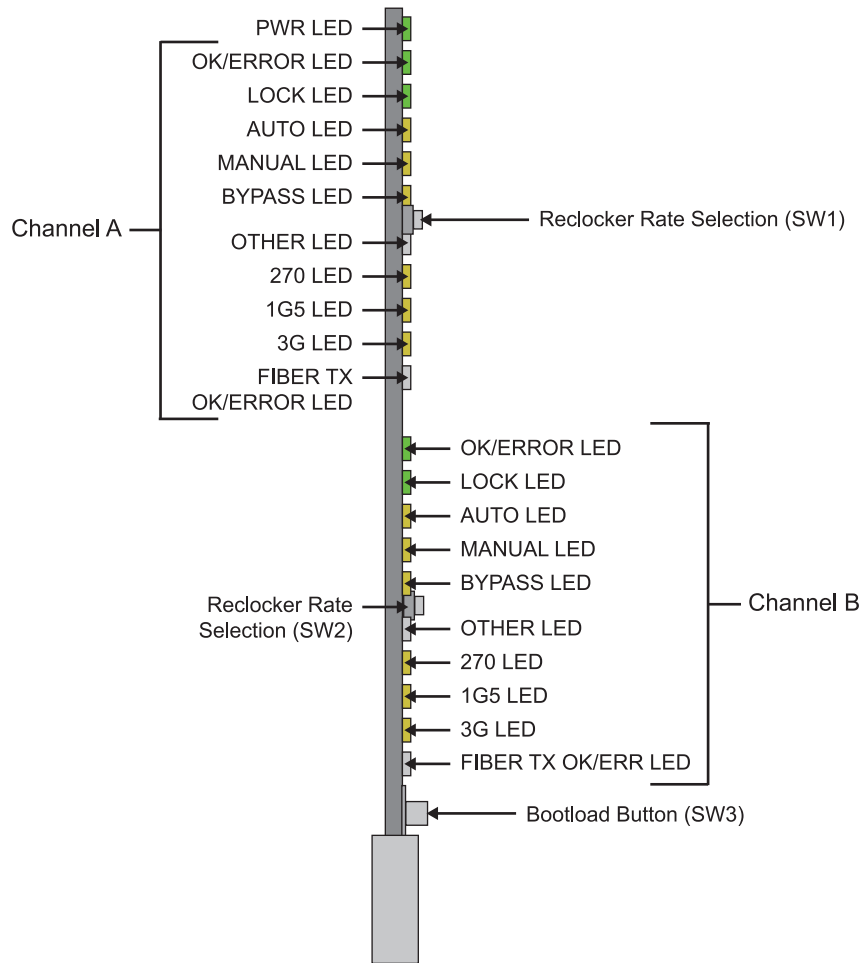 PWR LED
OK/ERROR LED
LOCK LED
AUTO LED
MANUAL LED
BYPASS LED
Channel A
Reclocker Rate Selection (SW1)
OTHER LED
270 LED
1G5 LED
3G LED
FIBER TX
OK/ERROR LED
OK/ERROR LED
LOCK LED
AUTO LED
MANUAL LED
BYPASS LED
Reclocker Rate
Selection (SW2)
Channel B
OTHER LED
270 LED
1G5 LED
3G LED
FIBER TX OK/ERR LED
Bootload Button (SW3)